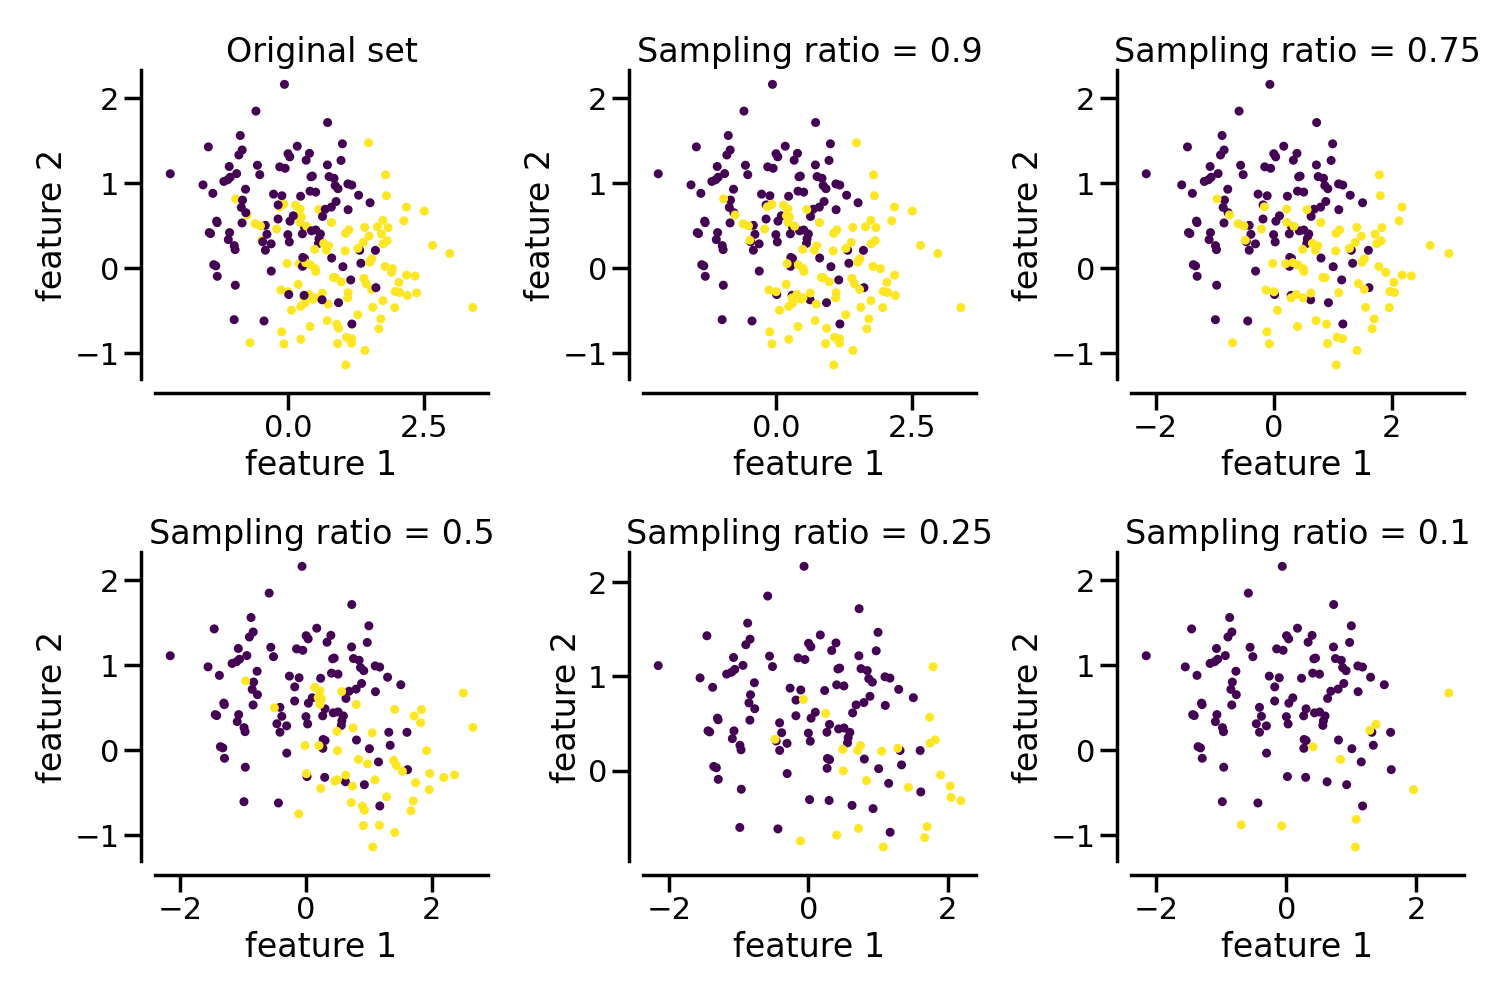 Original set
2
1
0
−1
feature 2
0.0 2.5
feature 1
Sampling ratio = 0.9
2
1
0
−1
feature 2
0.0 2.5
feature 1
Sampling ratio = 0.75
2
1
0
−1
feature 2
−2 0 2
feature 1
Sampling ratio = 0.5
2
1
0
−1
feature 2
−2 0 2
feature 1
Sampling ratio = 0.25
2
1
0
feature 2
−2 0 2
feature 1
Sampling ratio = 0.1
2
1
0
−1
feature 2
−2 0 2
feature 1